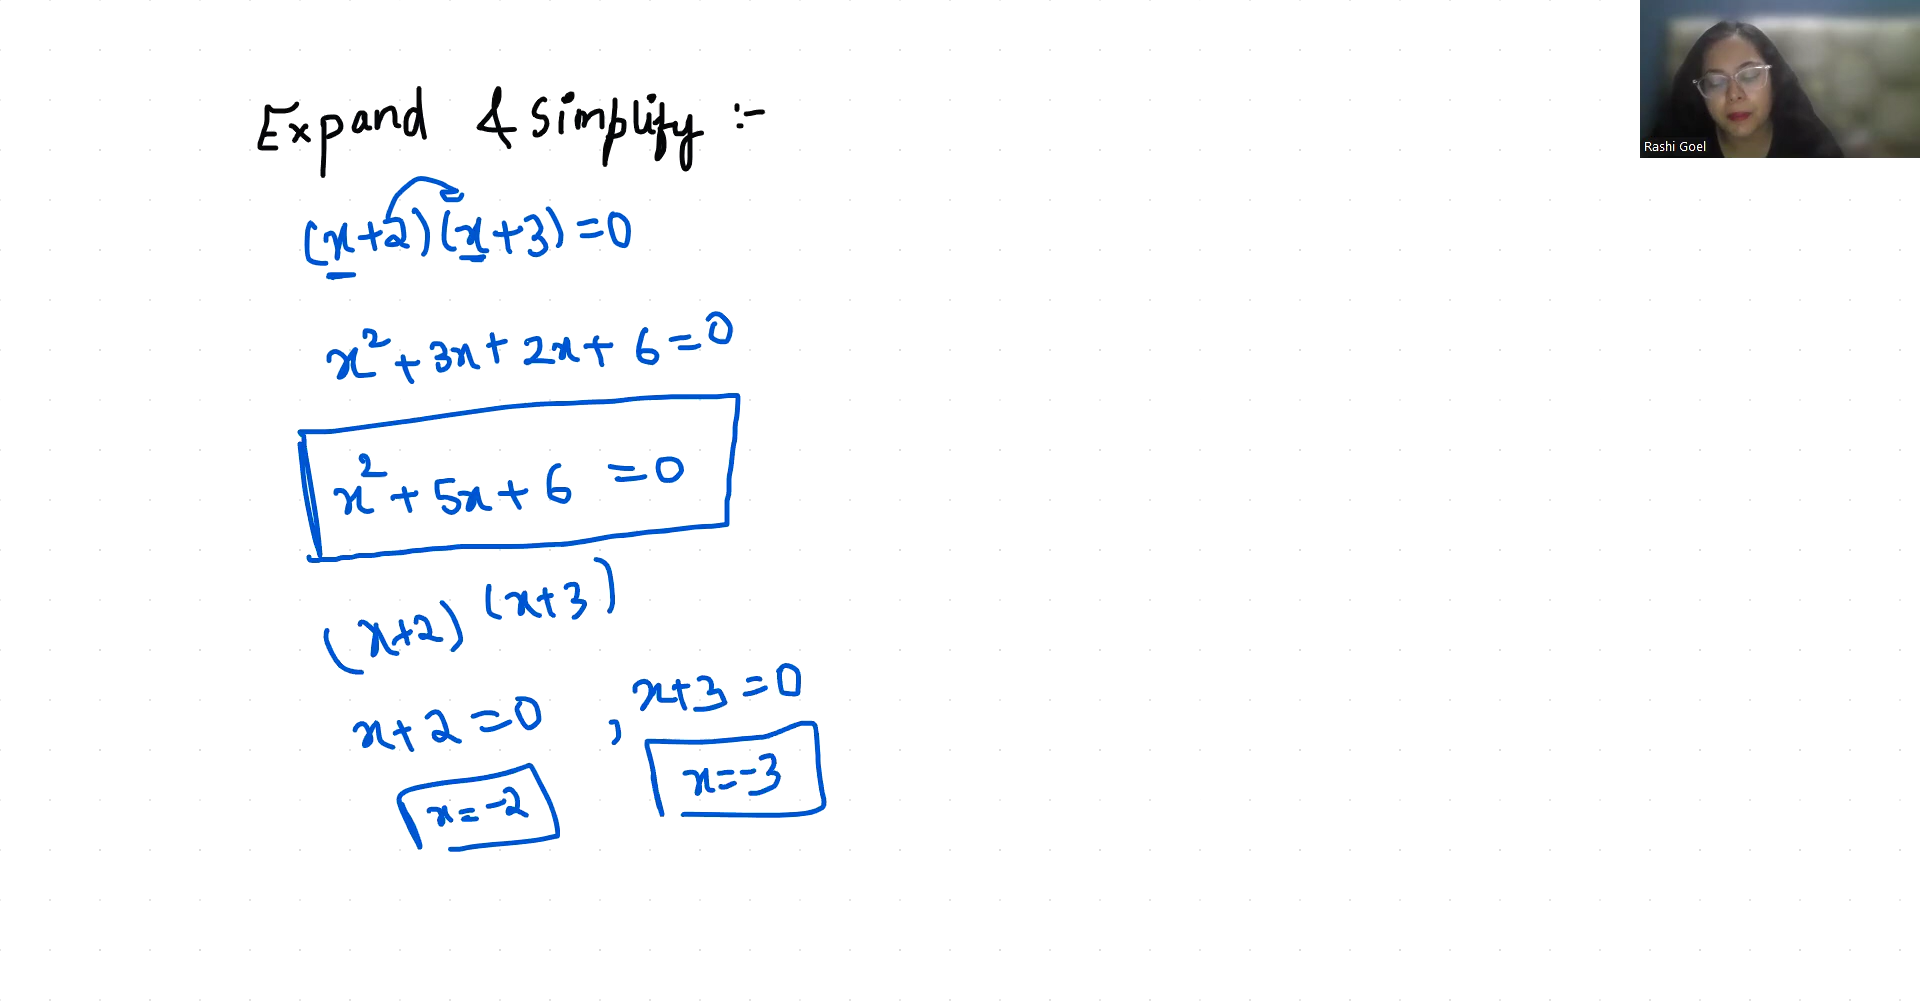 Expand & simplify :-
(x+2)(x+3)=0
x²+3x+2x+6=0
x²+5x+6=0
(x+2)(x+3)
x+2=0, x+3=0
x=-2 x=-3
Rashi Goel